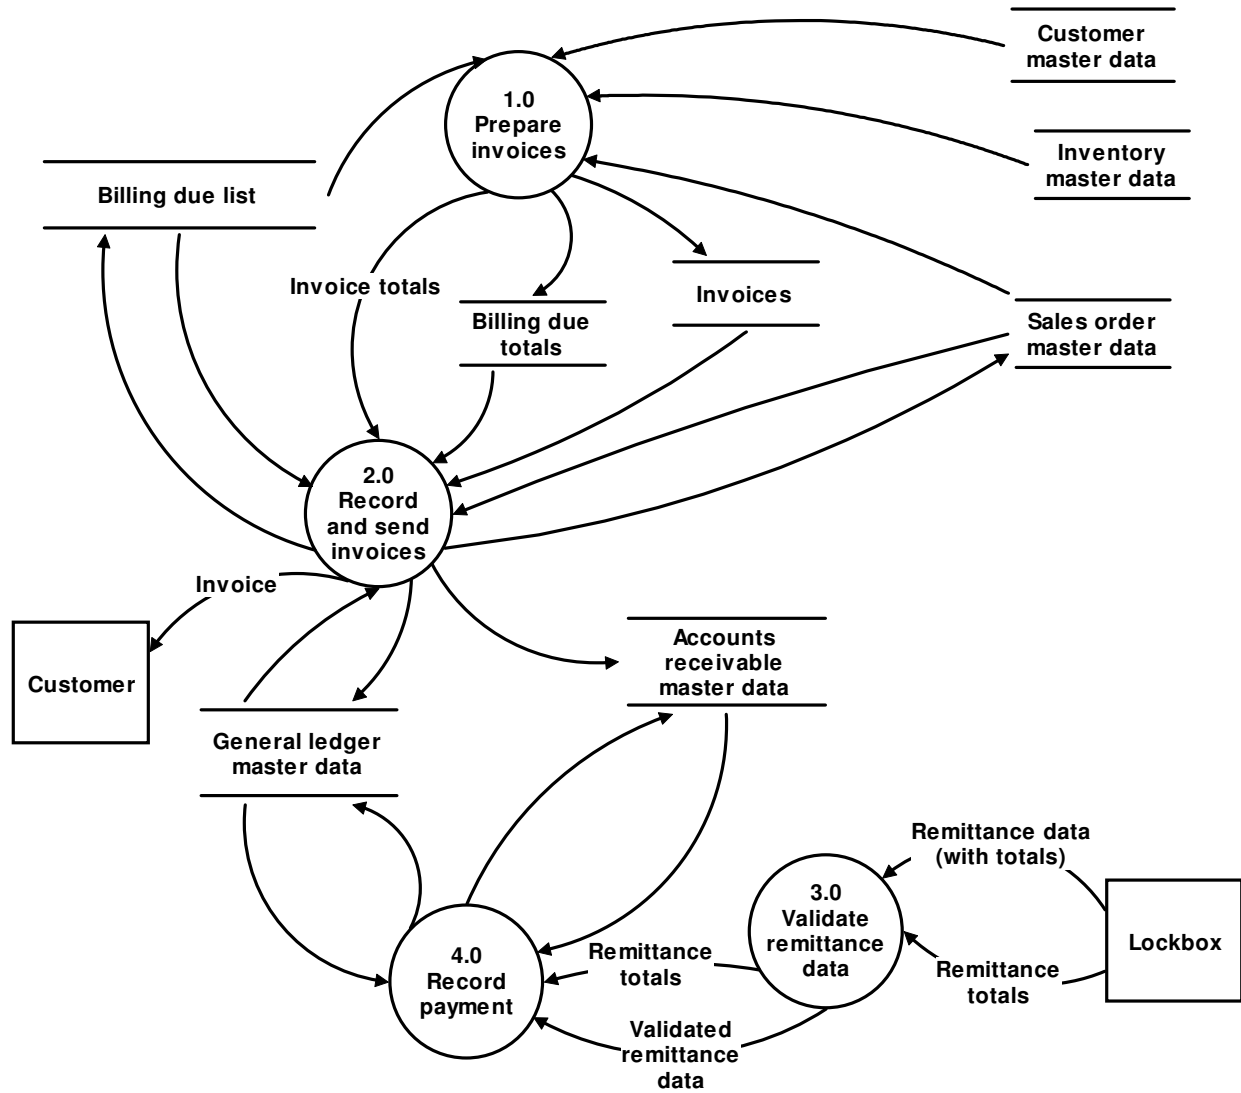 Customer
master data
1.0
Prepare
invoices
Inventory
master data
Billing due list
Invoice totals
Invoices
Billing due
totals
Sales order
master data
2.0
Record
and send
invoices
Invoice
Customer
Accounts
receivable
master data
General ledger
master data
Remittance data
(with totals)
3.0
Validate
remittance
data
Lockbox
4.0
Record
payment
Remittance
totals
Remittance
totals
Validated
remittance
data